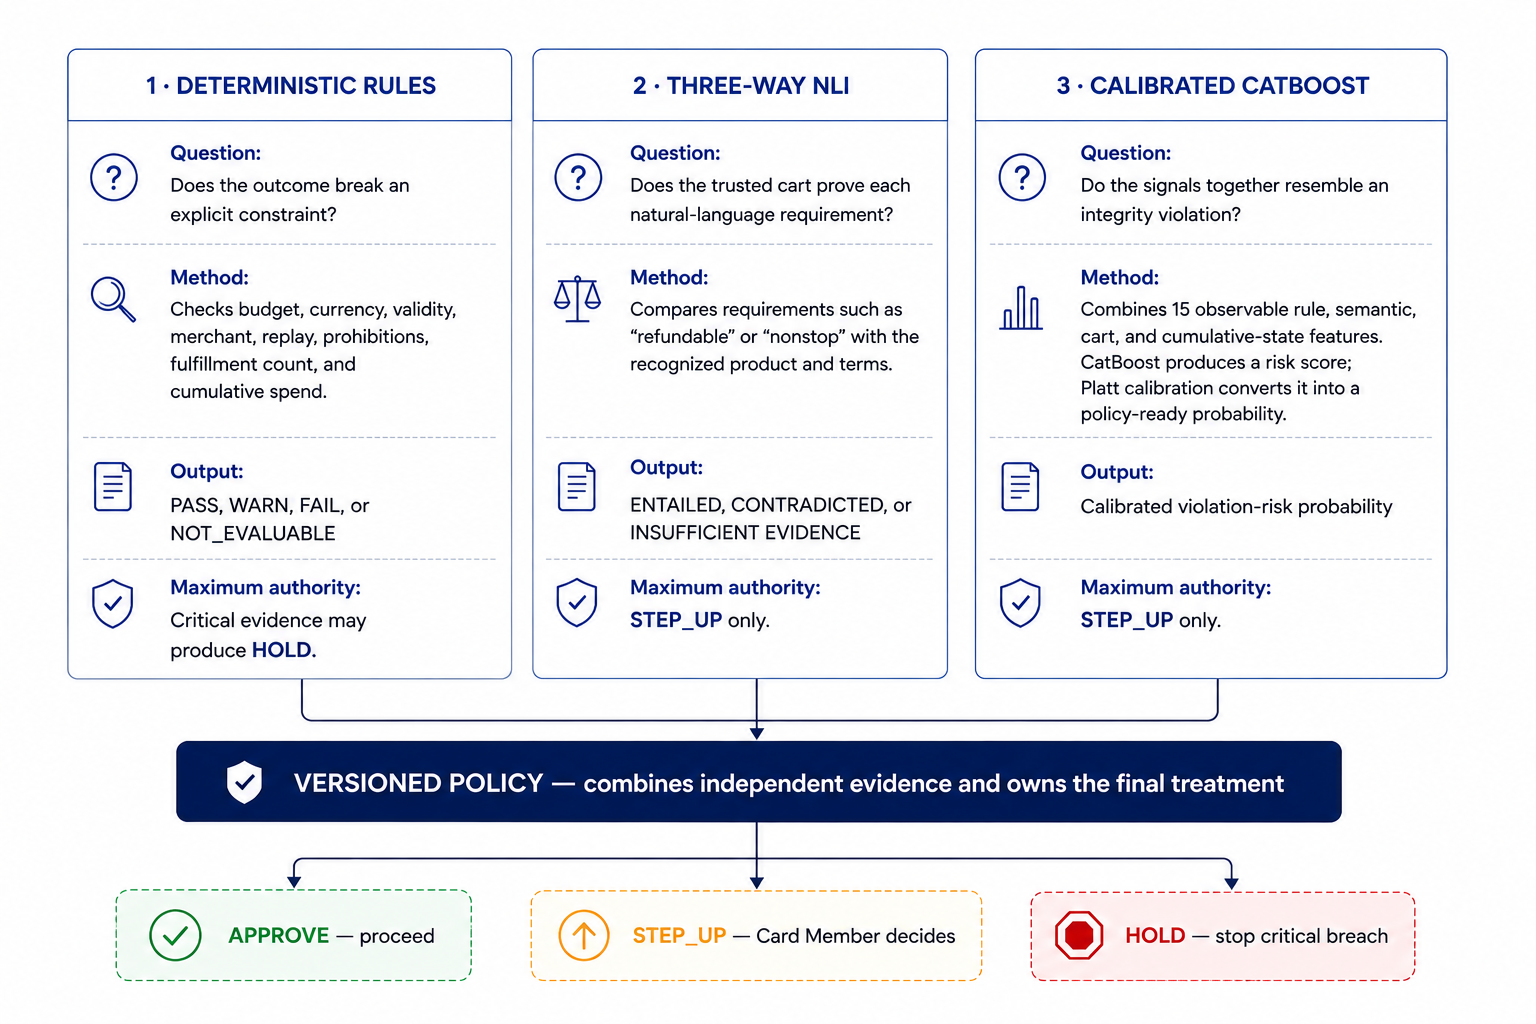 1 · DETERMINISTIC RULES
Question:
Does the outcome break an
explicit constraint?
Method:
Checks budget, currency, validity,
merchant, replay, prohibitions,
fulfillment count, and
cumulative spend.
Output:
PASS, WARN, FAIL, or
NOT_EVALUABLE
Maximum authority:
Critical evidence may
produce HOLD.
2 · THREE-WAY NLI
Question:
Does the trusted cart prove each
natural-language requirement?
Method:
Compares requirements such as
“refundable” or “nonstop” with the
recognized product and terms.
Output:
ENTAILED, CONTRADICTED, or
INSUFFICIENT EVIDENCE
Maximum authority:
STEP_UP only.
3 · CALIBRATED CATBOOST
Question:
Do the signals together resemble an
integrity violation?
Method:
Combines 15 observable rule, semantic,
cart, and cumulative-state features.
CatBoost produces a risk score;
Platt calibration converts it into a
policy-ready probability.
Output:
Calibrated violation-risk probability
Maximum authority:
STEP_UP only.
VERSIONED POLICY — combines independent evidence and owns the final treatment
APPROVE — proceed
STEP_UP — Card Member decides
HOLD — stop critical breach